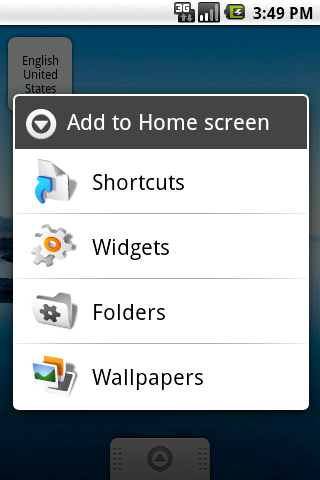 3G
3:49 PM
English
United
States
Add to Home screen
Shortcuts
Widgets
Folders
Wallpapers